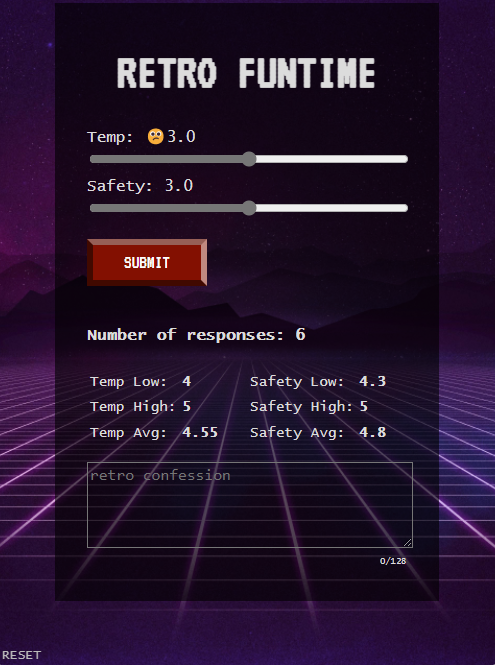 RETRO FUNTIME
Temp: 😟3.0
Safety: 3.0
SUBMIT
Number of responses: 6
Temp Low: 4 Safety Low: 4.3
Temp High: 5 Safety High: 5
Temp Avg: 4.55 Safety Avg: 4.8
retro confession
0/128
RESET